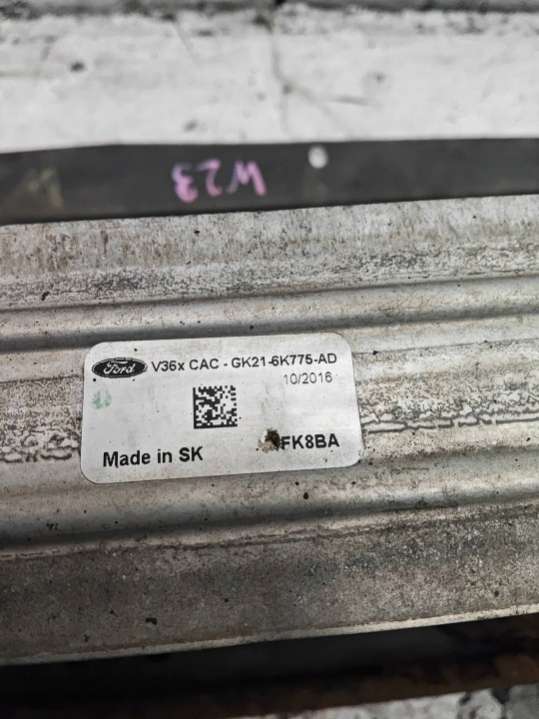 W23
Ford
V36x CAC - GK21-6K775-AD
10/2016
FK8BA
Made in SK